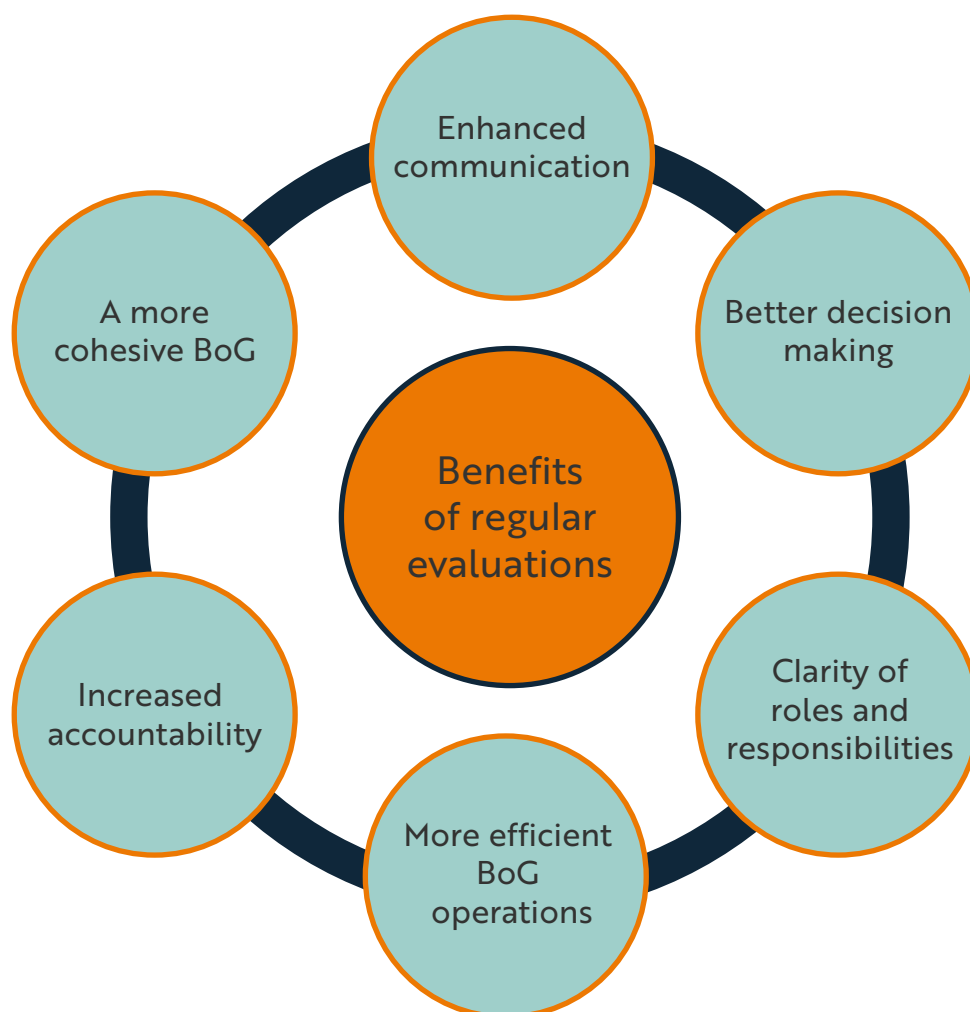 Enhanced
communication
Better decision
making
Clarity of
roles and
responsibilities
More efficient
BoG
operations
Increased
accountability
A more
cohesive BoG
Benefits
of regular
evaluations